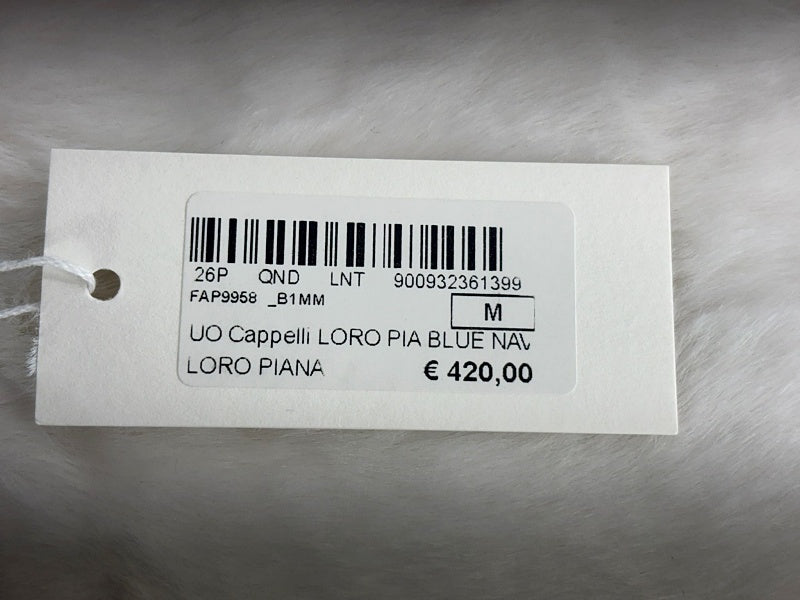 26P QND LNT 900932361399
FAP9958 _B1MM
M
UO Cappelli LORO PIA BLUE NAV
LORO PIANA € 420,00